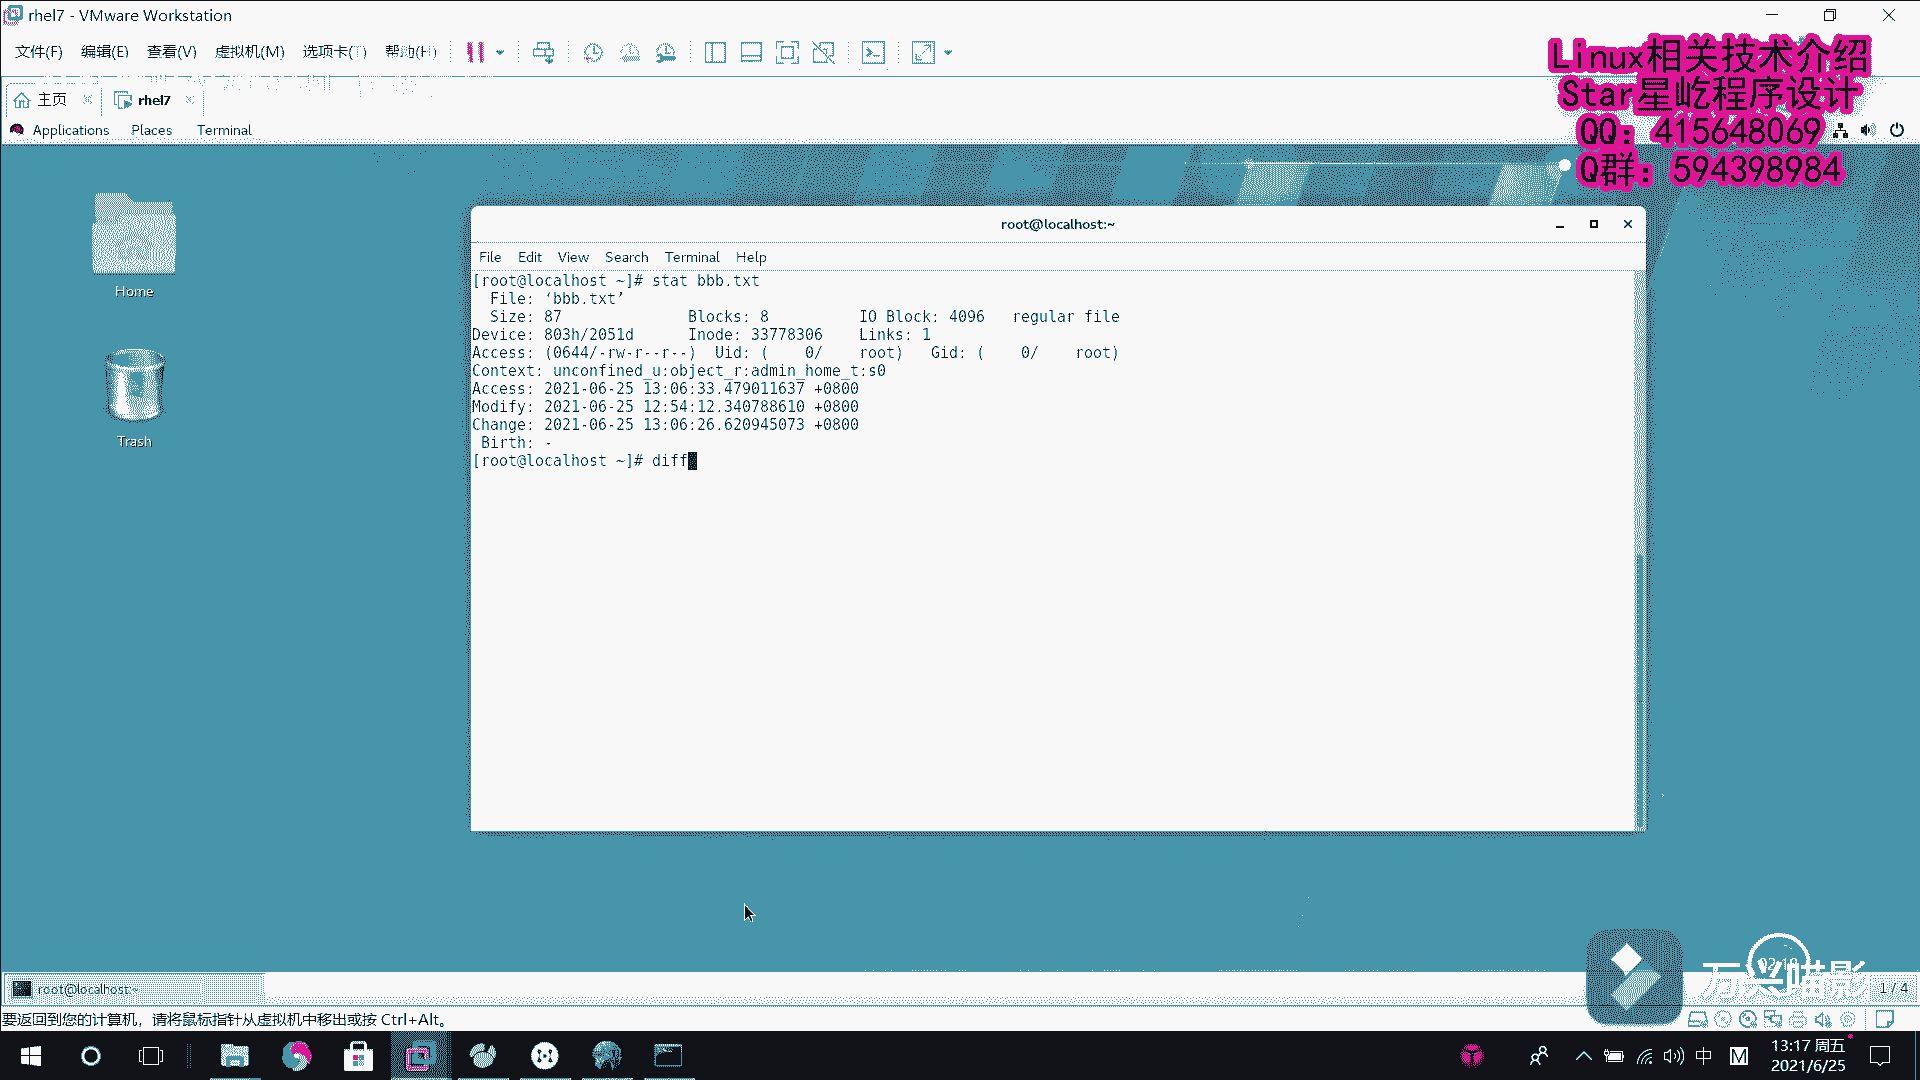 rhel7 - VMware Workstation
文件(F) 编辑(E) 查看(V) 虚拟机(M) 选项卡(T) 帮助(H)
主页 rhel7
Applications Places Terminal
Linux相关技术介绍
Star星屹程序设计
QQ: 415648069
Q群: 594398984
Home
Trash
root@localhost:~
File Edit View Search Terminal Help
[root@localhost ~]# stat bbb.txt
File: ‘bbb.txt’
Size: 87 Blocks: 8 IO Block: 4096 regular file
Device: 803h/2051d Inode: 33778306 Links: 1
Access: (0644/-rw-r--r--) Uid: ( 0/ root) Gid: ( 0/ root)
Context: unconfined_u:object_r:admin_home_t:s0
Access: 2021-06-25 13:06:33.479011637 +0800
Modify: 2021-06-25 12:54:12.340788610 +0800
Change: 2021-06-25 13:06:26.620945073 +0800
Birth: -
[root@localhost ~]# diff
root@localhost:~
万兴喵影
1 / 4
要返回到您的计算机，请将鼠标指针从虚拟机中移出或按 Ctrl+Alt。
中 M
13:17 周五
2021/6/25